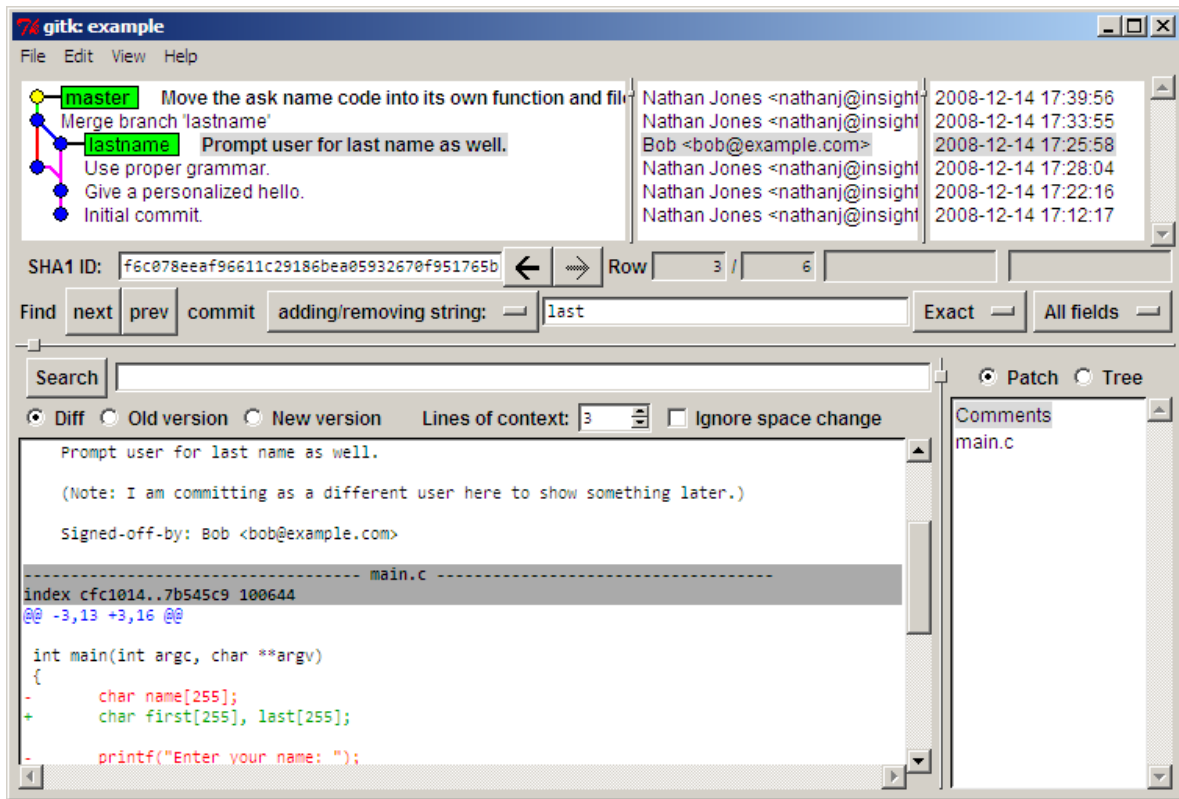 gitk: example
File Edit View Help
master Move the ask name code into its own function and file Nathan Jones <nathanj@insight 2008-12-14 17:39:56
Merge branch 'lastname' Nathan Jones <nathanj@insight 2008-12-14 17:33:55
lastname Prompt user for last name as well. Bob <bob@example.com> 2008-12-14 17:25:58
Use proper grammar. Nathan Jones <nathanj@insight 2008-12-14 17:28:04
Give a personalized hello. Nathan Jones <nathanj@insight 2008-12-14 17:22:16
Initial commit. Nathan Jones <nathanj@insight 2008-12-14 17:12:17
SHA1 ID: f6c078eeaf96611c29186bea05932670f951765b Row 3 / 6
Find next prev commit adding/removing string: last Exact All fields
Search Patch Tree
Diff Old version New version Lines of context: 3 Ignore space change
Comments
main.c
Prompt user for last name as well.
(Note: I am committing as a different user here to show something later.)
Signed-off-by: Bob <bob@example.com>
------------------------------------ main.c ------------------------------------
index cfc1014..7b545c9 100644
@@ -3,13 +3,16 @@
int main(int argc, char **argv)
{
- char name[255];
+ char first[255], last[255];
- printf("Enter your name: ");